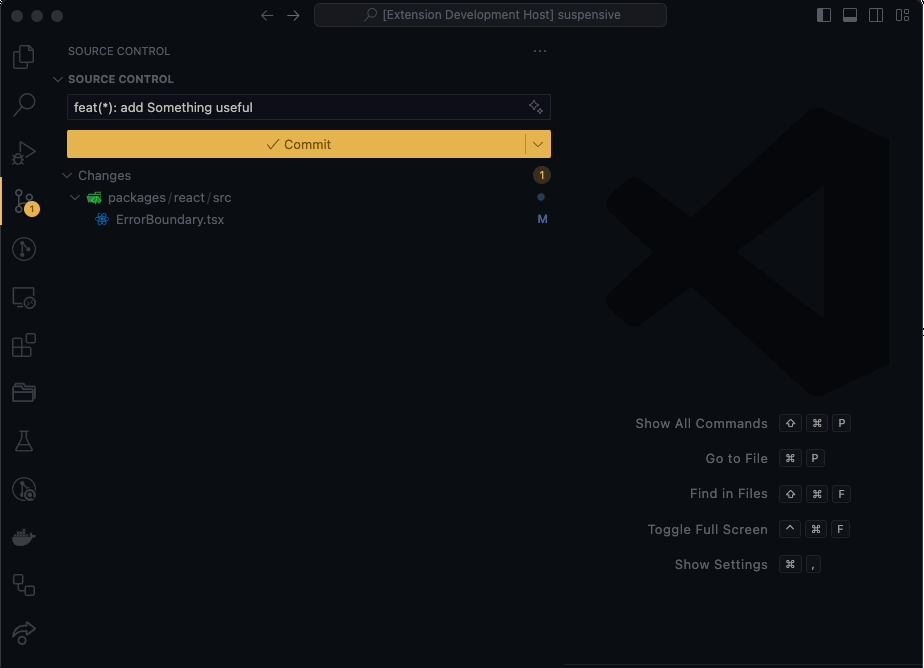 [Extension Development Host] suspensive
SOURCE CONTROL
SOURCE CONTROL
feat(*): add Something useful
Commit
Changes 1
packages/react/src
ErrorBoundary.tsx M
1
Show All Commands ⇧ ⌘ P
Go to File ⌘ P
Find in Files ⇧ ⌘ F
Toggle Full Screen ^ ⌘ F
Show Settings ⌘ ,